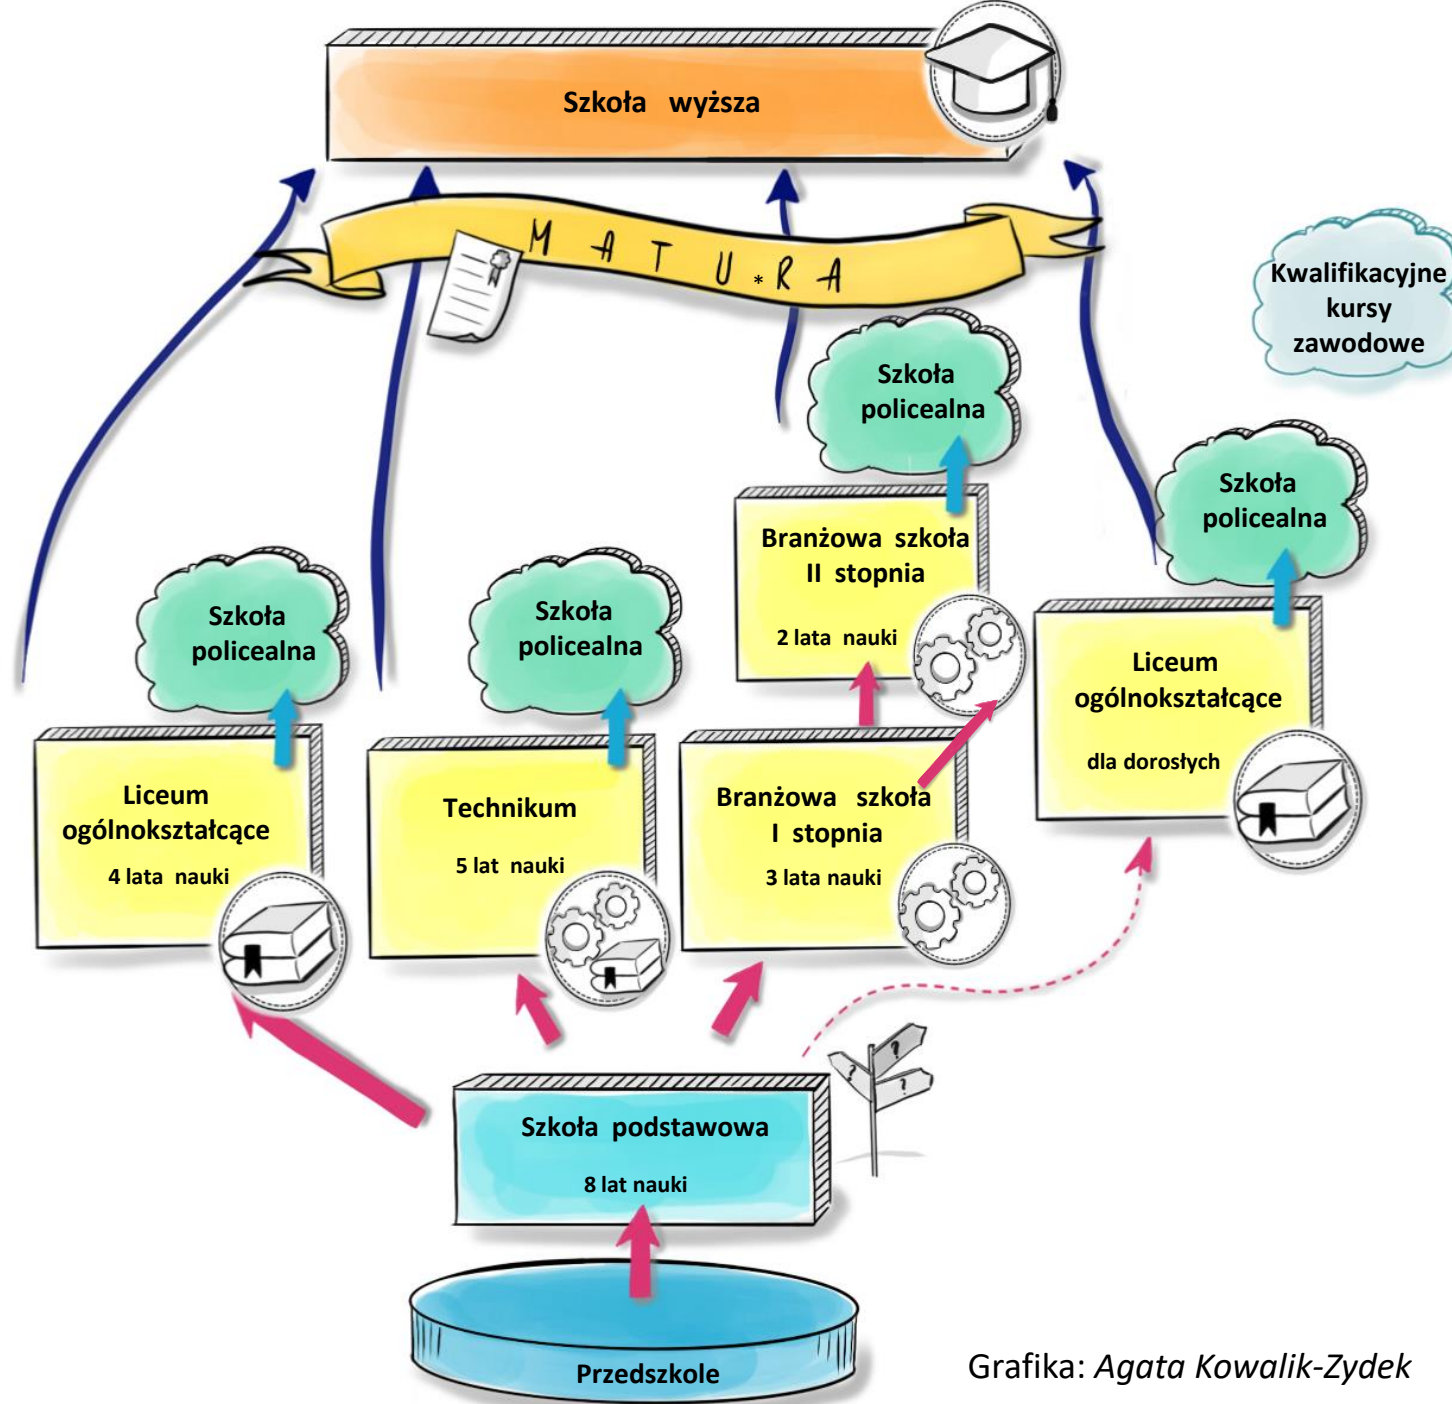 Szkoła wyższa
MATU*RA
Kwalifikacyjne
kursy
zawodowe
Szkoła
policealna
Szkoła
policealna
Branżowa szkoła
II stopnia
2 lata nauki
Szkoła
policealna
Szkoła
policealna
Liceum
ogólnokształcące
dla dorosłych
Liceum
ogólnokształcące
4 lata nauki
Technikum
5 lat nauki
Branżowa szkoła
I stopnia
3 lata nauki
?
?
?
Szkoła podstawowa
8 lat nauki
Przedszkole
Grafika: Agata Kowalik-Zydek